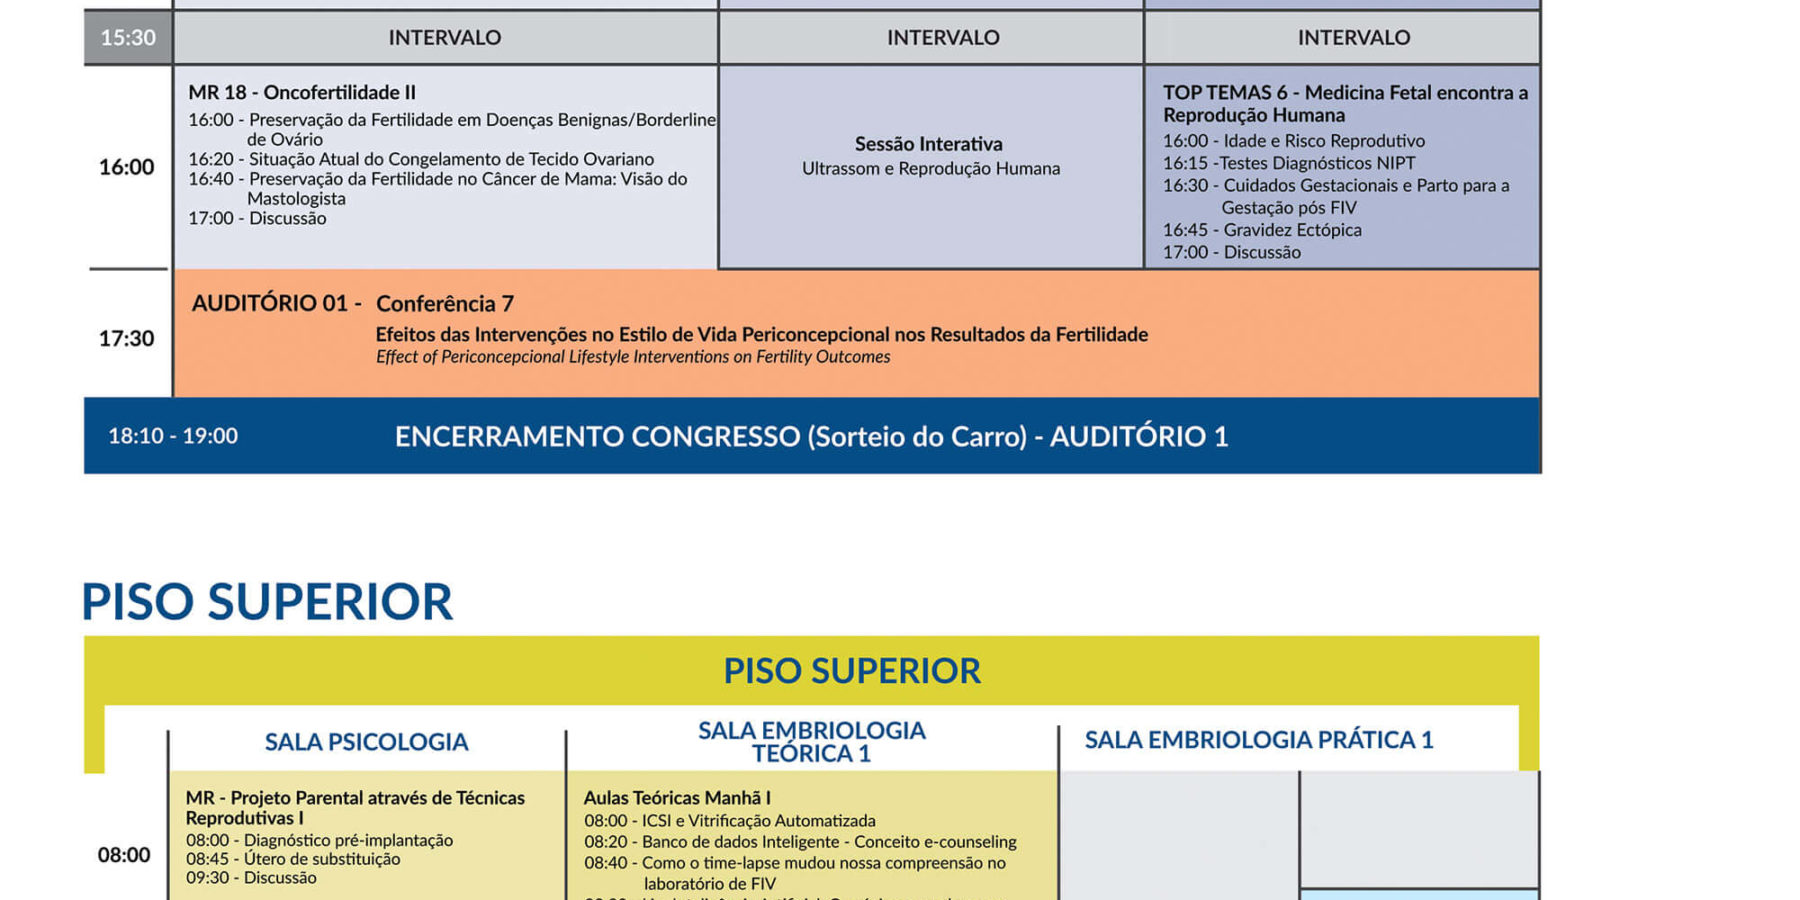 15:30
INTERVALO
INTERVALO
INTERVALO
16:00
MR 18 - Oncofertilidade II
16:00 - Preservação da Fertilidade em Doenças Benignas/Borderline
de Ovário
16:20 - Situação Atual do Congelamento de Tecido Ovariano
16:40 - Preservação da Fertilidade no Câncer de Mama: Visão do
Mastologista
17:00 - Discussão
Sessão Interativa
Ultrassom e Reprodução Humana
TOP TEMAS 6 - Medicina Fetal encontra a
Reprodução Humana
16:00 - Idade e Risco Reprodutivo
16:15 -Testes Diagnósticos NIPT
16:30 - Cuidados Gestacionais e Parto para a
Gestação pós FIV
16:45 - Gravidez Ectópica
17:00 - Discussão
17:30
AUDITÓRIO 01 - Conferência 7
Efeitos das Intervenções no Estilo de Vida Periconcepcional nos Resultados da Fertilidade
Effect of Periconcepcional Lifestyle Interventions on Fertility Outcomes
18:10 - 19:00
ENCERRAMENTO CONGRESSO (Sorteio do Carro) - AUDITÓRIO 1
PISO SUPERIOR
PISO SUPERIOR
SALA PSICOLOGIA
SALA EMBRIOLOGIA
TEÓRICA 1
SALA EMBRIOLOGIA PRÁTICA 1
08:00
MR - Projeto Parental através de Técnicas
Reprodutivas I
08:00 - Diagnóstico pré-implantação
08:45 - Útero de substituição
09:30 - Discussão
Aulas Teóricas Manhã I
08:00 - ICSI e Vitrificação Automatizada
08:20 - Banco de dados Inteligente - Conceito e-counseling
08:40 - Como o time-lapse mudou nossa compreensão no
laboratório de FIV